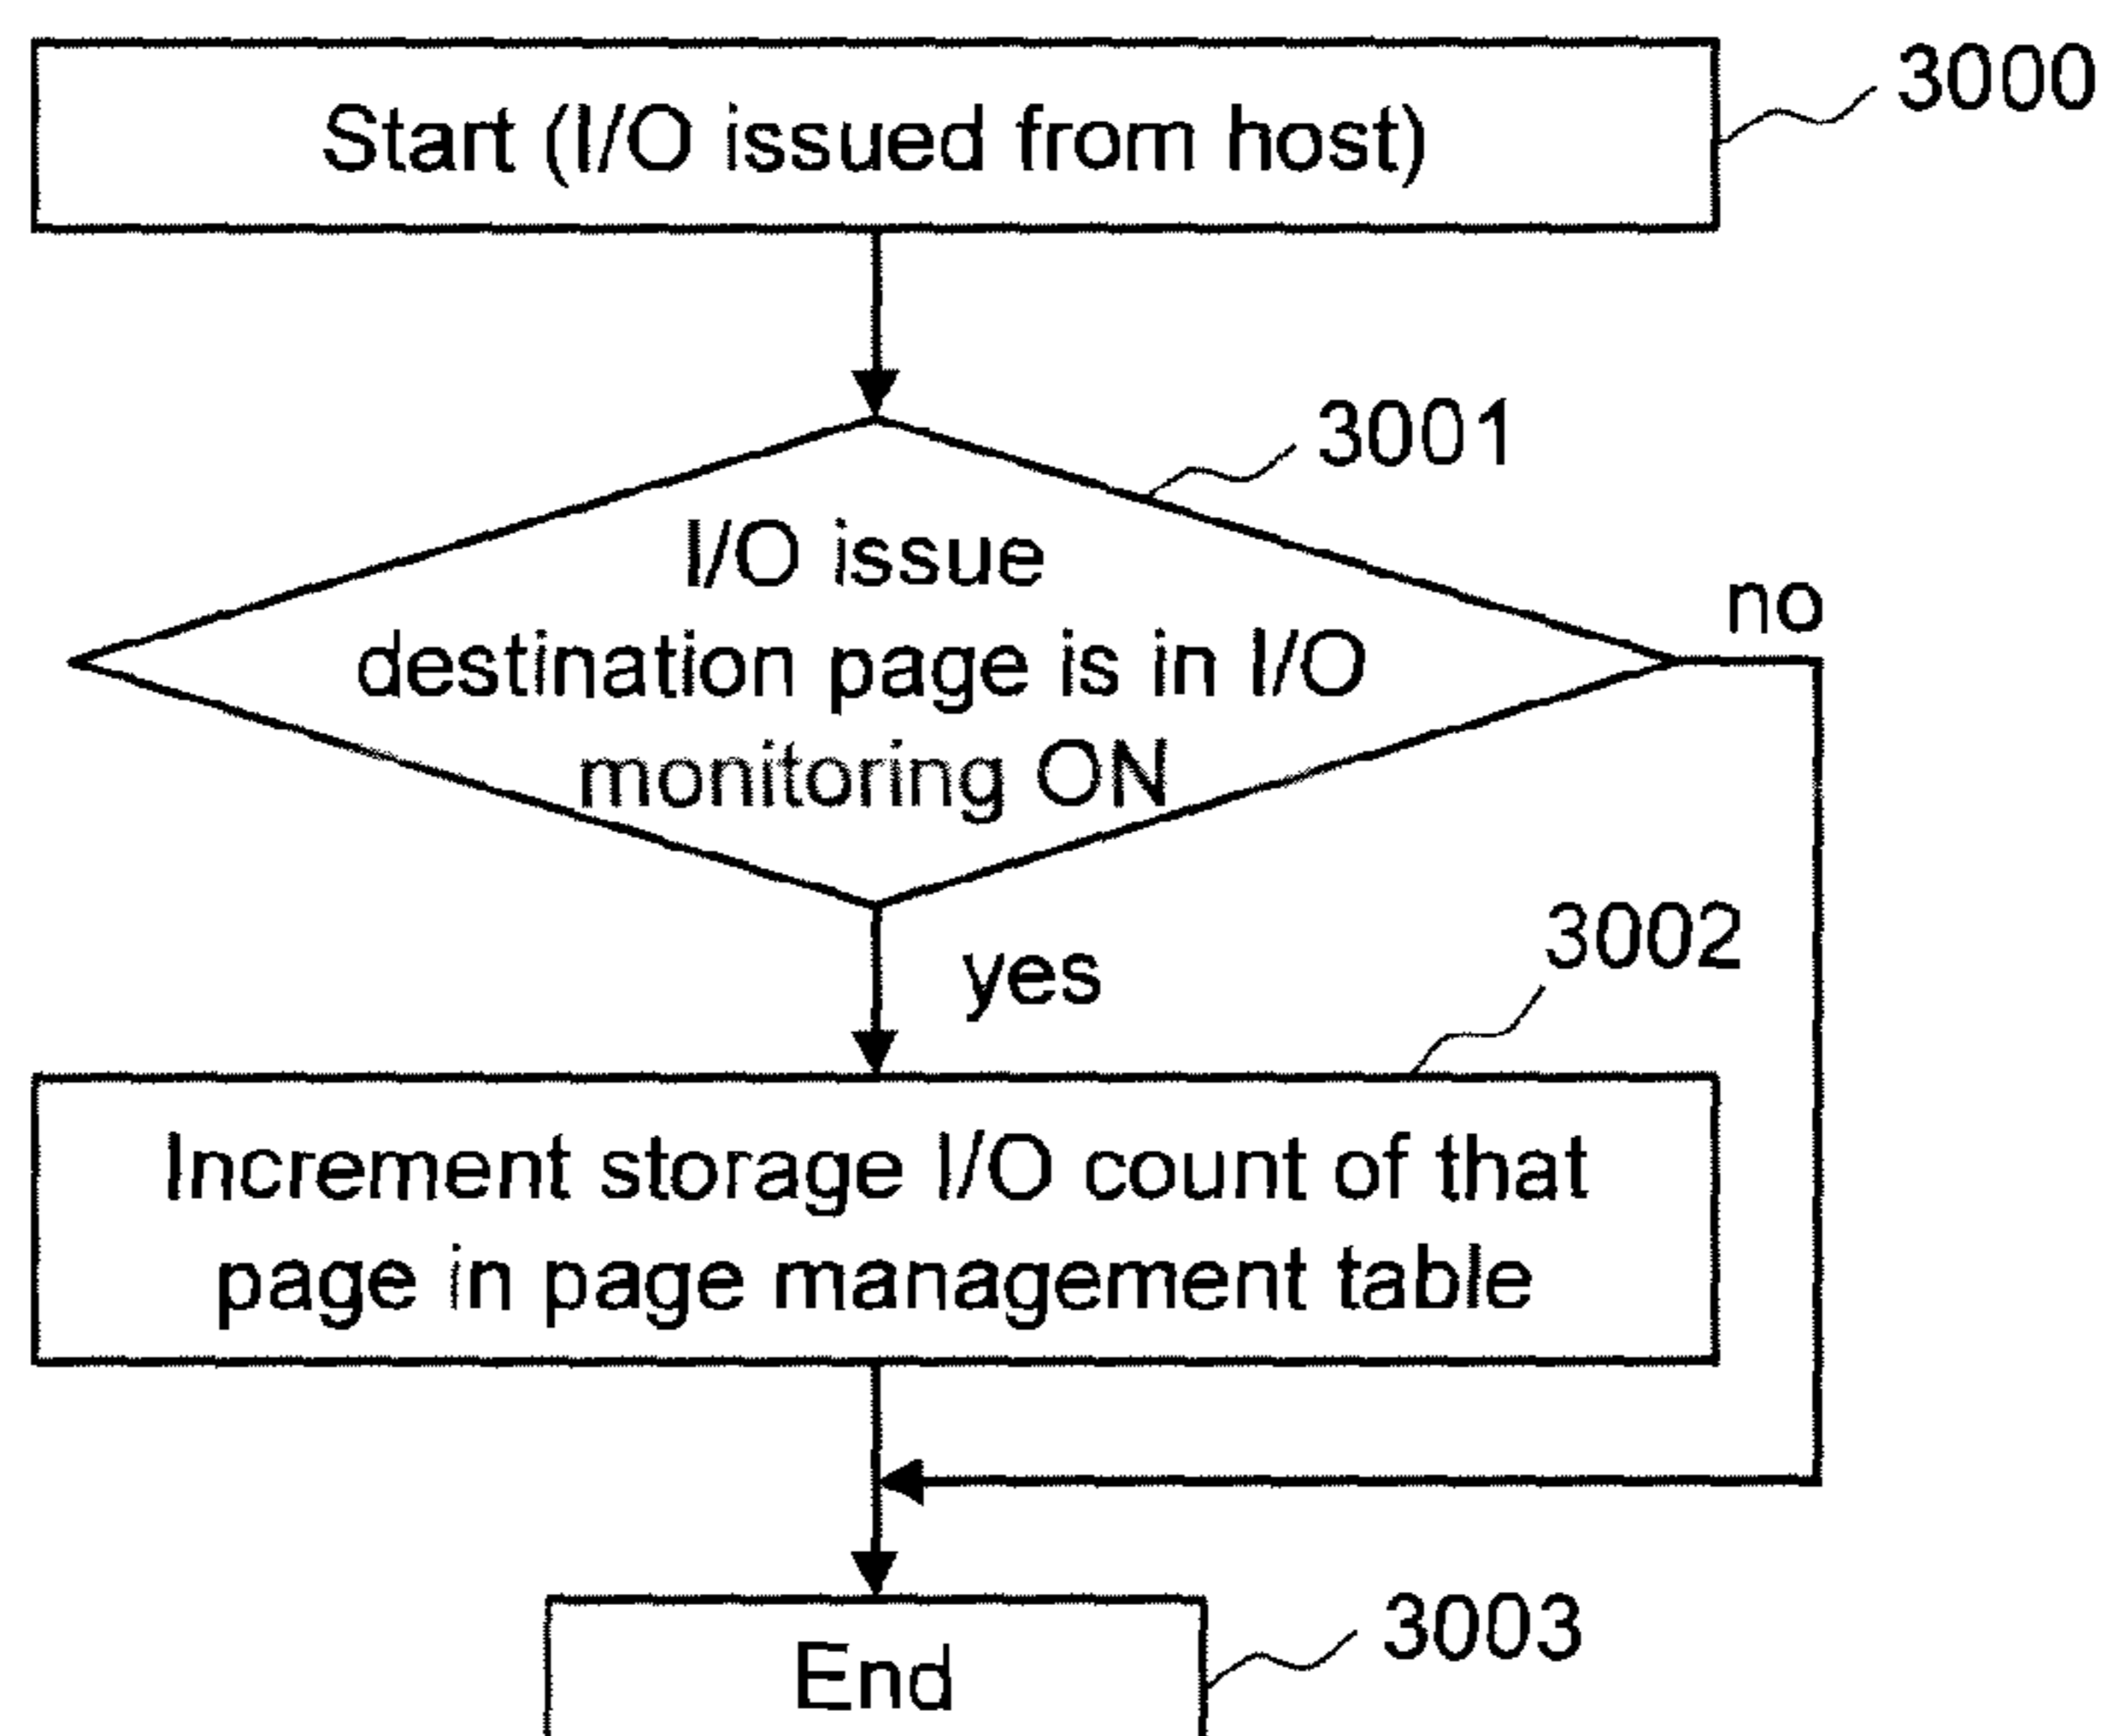 3000
Start (I/O issued from host)
3001
I/O issue
destination page is in I/O
monitoring ON
no
yes
3002
Increment storage I/O count of that
page in page management table
3003
End